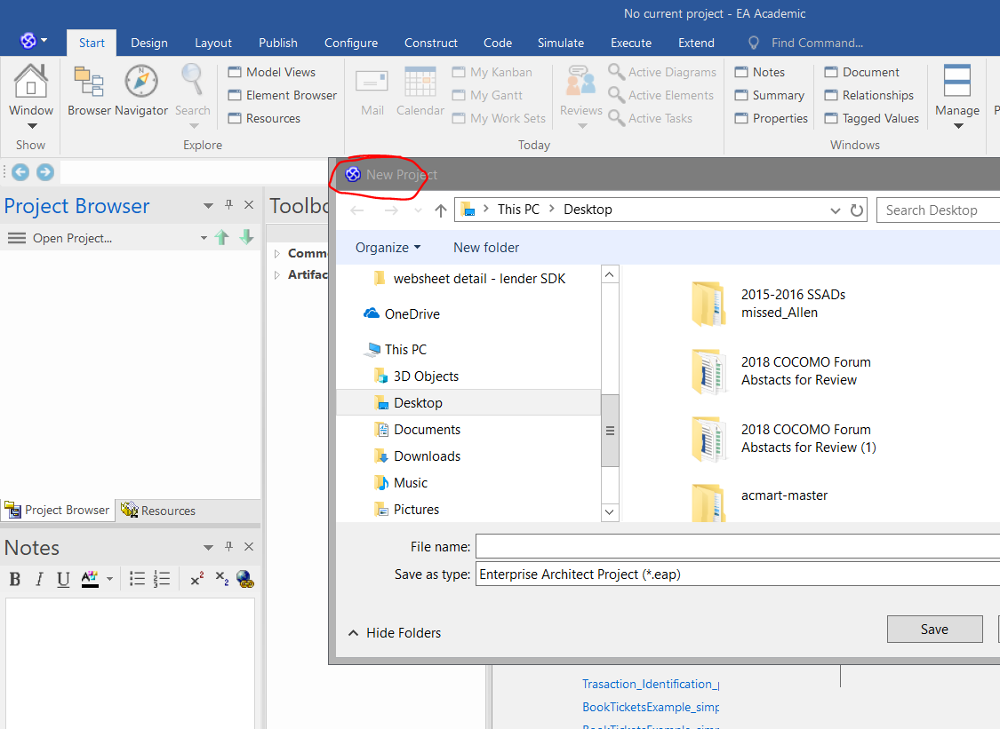 No current project - EA Academic
Start Design Layout Publish Configure Construct Code Simulate Execute Extend Find Command...
Window Browser Navigator Search
Model Views
Element Browser
Resources
Mail Calendar
My Kanban
My Gantt
My Work Sets
Reviews
Active Diagrams
Active Elements
Active Tasks
Notes
Summary
Properties
Document
Relationships
Tagged Values
Manage
Show Explore Today Windows
New Project
Project Browser
Open Project...
Toolbo
Commo
Artifac
This PC > Desktop
Search Desktop
Organize New folder
websheet detail - lender SDK
OneDrive
This PC
3D Objects
Desktop
Documents
Downloads
Music
Pictures
2015-2016 SSADs
missed_Allen
2018 COCOMO Forum
Abstacts for Review
2018 COCOMO Forum
Abstacts for Review (1)
acmart-master
Project Browser Resources
Notes
B I U A x² x₂
File name:
Save as type: Enterprise Architect Project (*.eap)
Hide Folders
Save
Trasaction_Identification_
BookTicketsExample_simp